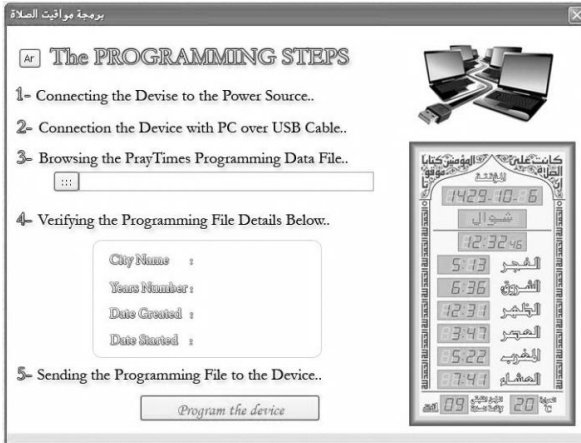 برمجة مواقيت الصلاة
Ar The PROGRAMMING STEPS
1- Connecting the Devise to the Power Source..
2- Connection the Device with PC over USB Cable..
3- Browsing the PrayTimes Programming Data File..
:::
4- Verifying the Programming File Details Below..
City Name :
Years Number :
Date Created :
Date Started :
5- Sending the Programming File to the Device..
Program the device
1429-10-6
شوال
12:32 46
5:13 الفجر
6:36 الشروق
12:31 الظهر
3:47 العصر
5:22 المغرب
7:41 العشاء
09
20 °C